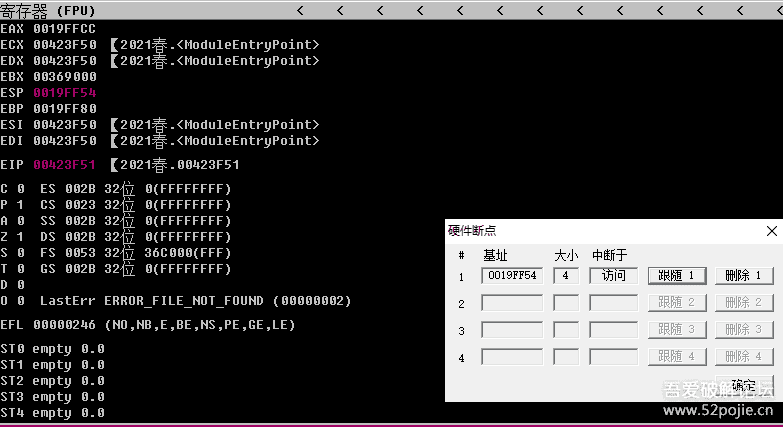 寄存器 (FPU) < < < < < < < < < < < < <
EAX 0019FFCC
ECX 00423F50 【2021春.<ModuleEntryPoint>
EDX 00423F50 【2021春.<ModuleEntryPoint>
EBX 00369000
ESP 0019FF54
EBP 0019FF80
ESI 00423F50 【2021春.<ModuleEntryPoint>
EDI 00423F50 【2021春.<ModuleEntryPoint>
EIP 00423F51 【2021春.00423F51
C 0 ES 002B 32位 0(FFFFFFFF)
P 1 CS 0023 32位 0(FFFFFFFF)
A 0 SS 002B 32位 0(FFFFFFFF)
Z 1 DS 002B 32位 0(FFFFFFFF)
S 0 FS 0053 32位 36C000(FFF)
T 0 GS 002B 32位 0(FFFFFFFF)
D 0
O 0 LastErr ERROR_FILE_NOT_FOUND (00000002)
EFL 00000246 (NO,NB,E,BE,NS,PE,GE,LE)
ST0 empty 0.0
ST1 empty 0.0
ST2 empty 0.0
ST3 empty 0.0
ST4 empty 0.0
硬件断点
# 基址 大小 中断于
1 0019FF54 4 访问 跟随 1 删除 1
2 跟随 2 删除 2
3 跟随 3 删除 3
4 跟随 4 删除 4
确定
吾爱破解论坛
www.52pojie.cn